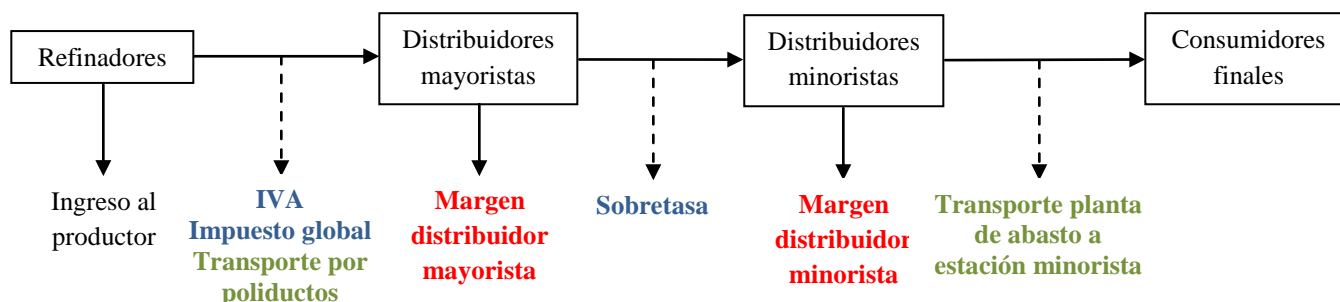 Refinadores
Distribuidores
mayoristas
Distribuidores
minoristas
Consumidores
finales
Ingreso al
productor
IVA
Impuesto global
Transporte por
poliductos
Margen
distribuidor
mayorista
Sobretasa
Margen
distribuidor
minorista
Transporte planta
de abasto a
estación minorista